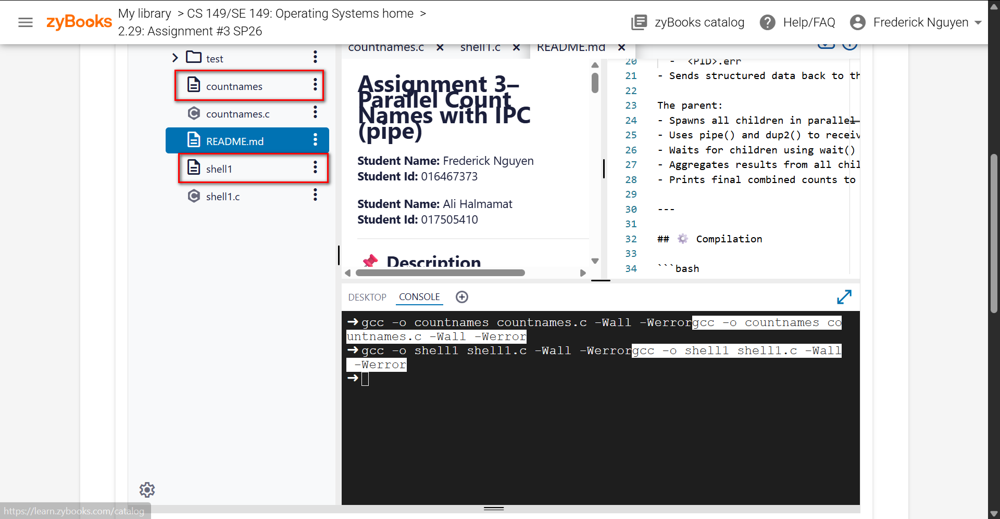 zyBooks
My library > CS 149/SE 149: Operating Systems home >
2.29: Assignment #3 SP26
zyBooks catalog
Help/FAQ
Frederick Nguyen
test
countnames
countnames.c
README.md
shell1
shell1.c
countnames.c
shell1.c
README.md
Assignment 3–
Parallel Count
Names with IPC
(pipe)
Student Name: Frederick Nguyen
Student Id: 016467373
Student Name: Ali Halmamat
Student Id: 017505410
Description
20 - <PID>.err
21 - Sends structured data back to th
22
23 The parent:
24 - Spawns all children in parallel
25 - Uses pipe() and dup2() to receiv
26 - Waits for children using wait()
27 - Aggregates results from all chil
28 - Prints final combined counts to
29
30 ---
31
32 ## ⚙️ Compilation
33
34 ```bash
DESKTOP
CONSOLE
➜ gcc -o countnames countnames.c -Wall -Werrorgcc -o countnames co
untnames.c -Wall -Werror
➜ gcc -o shell1 shell1.c -Wall -Werrorgcc -o shell1 shell1.c -Wall
-Werror
➜
https://learn.zybooks.com/catalog